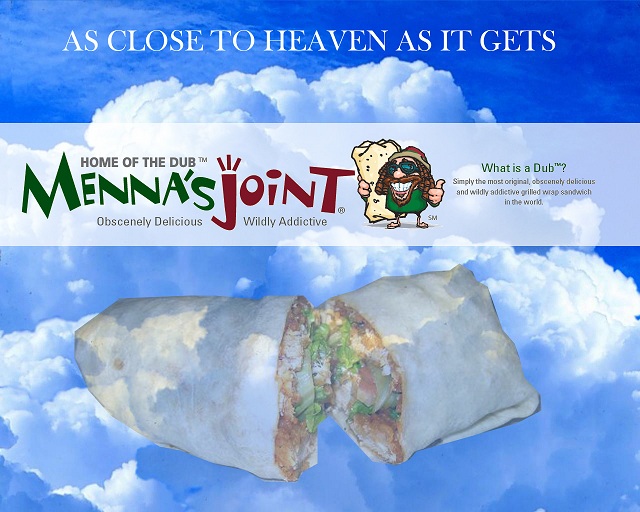 AS CLOSE TO HEAVEN AS IT GETS
HOME OF THE DUB™
MENNA'S JOINT®
Obscenely Delicious Wildly Addictive
SM
What is a Dub™?
Simply the most original, obscenely delicious
and wildly addictive grilled wrap sandwich
in the world.